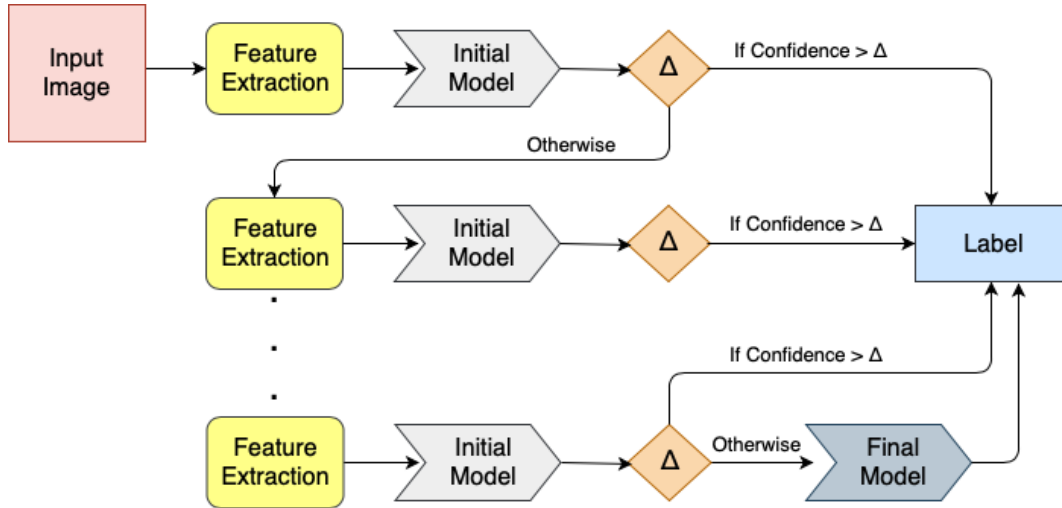 Input
Image
Feature
Extraction
Initial
Model
Δ
If Confidence > Δ
Otherwise
Feature
Extraction
Initial
Model
Δ
If Confidence > Δ
Label
.
.
.
If Confidence > Δ
Feature
Extraction
Initial
Model
Δ
Otherwise
Final
Model